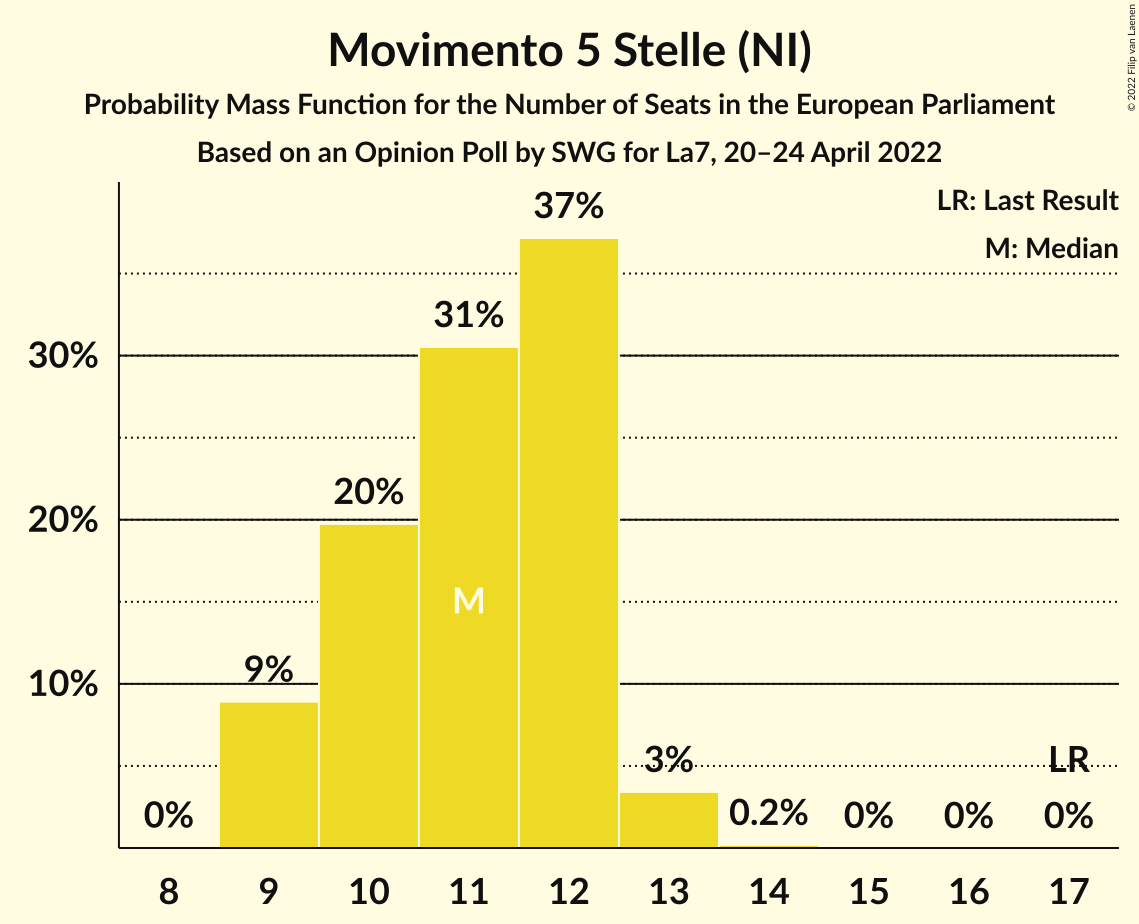 Movimento 5 Stelle (NI)
Probability Mass Function for the Number of Seats in the European Parliament
Based on an Opinion Poll by SWG for La7, 20–24 April 2022
© 2022 Filip van Laenen
LR: Last Result
M: Median
37%
31%
30%
20%
20%
M
9%
10%
3%
LR
0%
0.2%
0%
0%
0%
8 9 10 11 12 13 14 15 16 17